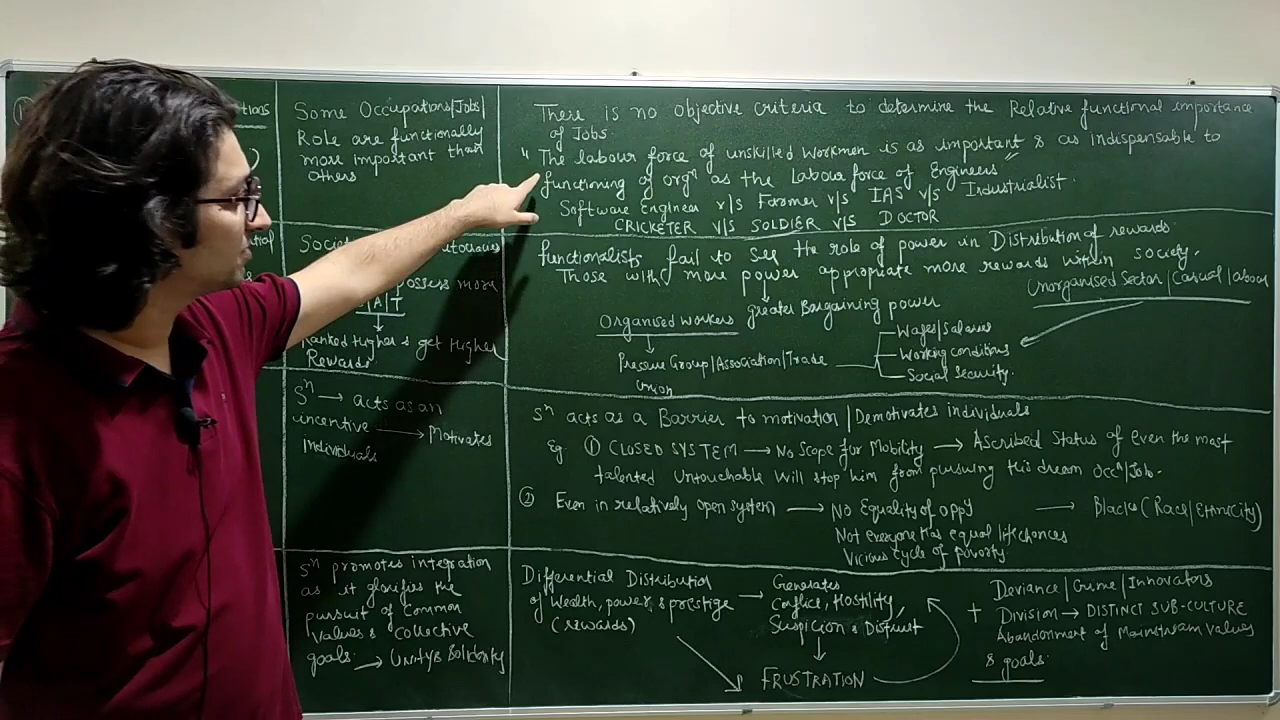 Some Occupations/Jobs/
Role are functionally
more important than
others
Societ
possess more
A T
Ranked Higher & get Higher
Rewards
Sⁿ → acts as an
incentive → Motivates
Individuals
Sⁿ promotes integration
as it glorifies the
pursuit of Common
values & Collective
goals. → Unity & Solidarity
There is no objective criteria to determine the Relative functional importance
of Jobs.
" The labour force of unskilled Workmen is as important & as indispensable to
functioning of orgⁿ as the Labour force of Engineers "
Software Engineer v/s Farmer v/s IAS v/s Industrialist.
CRICKETER V/S SOLDIER V/S DOCTOR
functionalists fail to see the role of power in Distribution of rewards
Those with more power appropriate more rewards within society.
greater Bargaining power
Unorganised Sector/Casual labour
Organised workers
Pressure Group/Association/Trade
Union
Wages/Salaries
Working conditions
Social Security.
Sⁿ acts as a Barrier to motivation/Demotivates individuals
Eg. ① CLOSED SYSTEM → No Scope for Mobility → Ascribed Status of even the most
talented Untouchable will stop him from pursuing his dream occⁿ/Job.
② Even in relatively open system → No Equality of oppy → Blacks (Race/Ethnicity)
Not everyone has equal life chances
Vicious cycle of poverty.
Differential Distribution
of Wealth, power & prestige →
(rewards)
Generates
Conflict, Hostility,
Suspicion & Distrust
FRUSTRATION
+ Deviance/Crime/Innovators
Division → DISTINCT SUB-CULTURE
Abandonment of Mainstream Values
& goals.